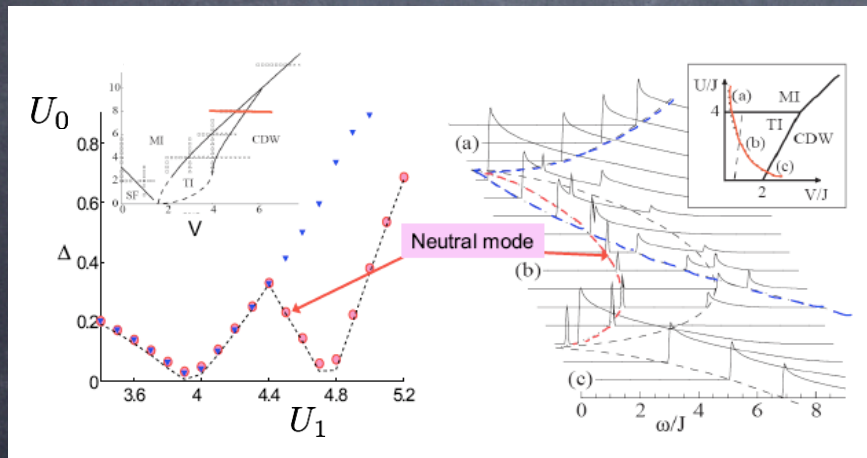 U₀
10
8
6
4
2
0
MI
TI
SF
CDW
0
2
4
6
V
0.8
0.6
0.4
0.2
0
Δ
3.6
4
4.4
4.8
5.2
U₁
Neutral mode
(a)
(b)
(c)
0
2
4
6
8
ω/J
U/J
4
(a)
MI
TI
(b)
CDW
(c)
2
V/J